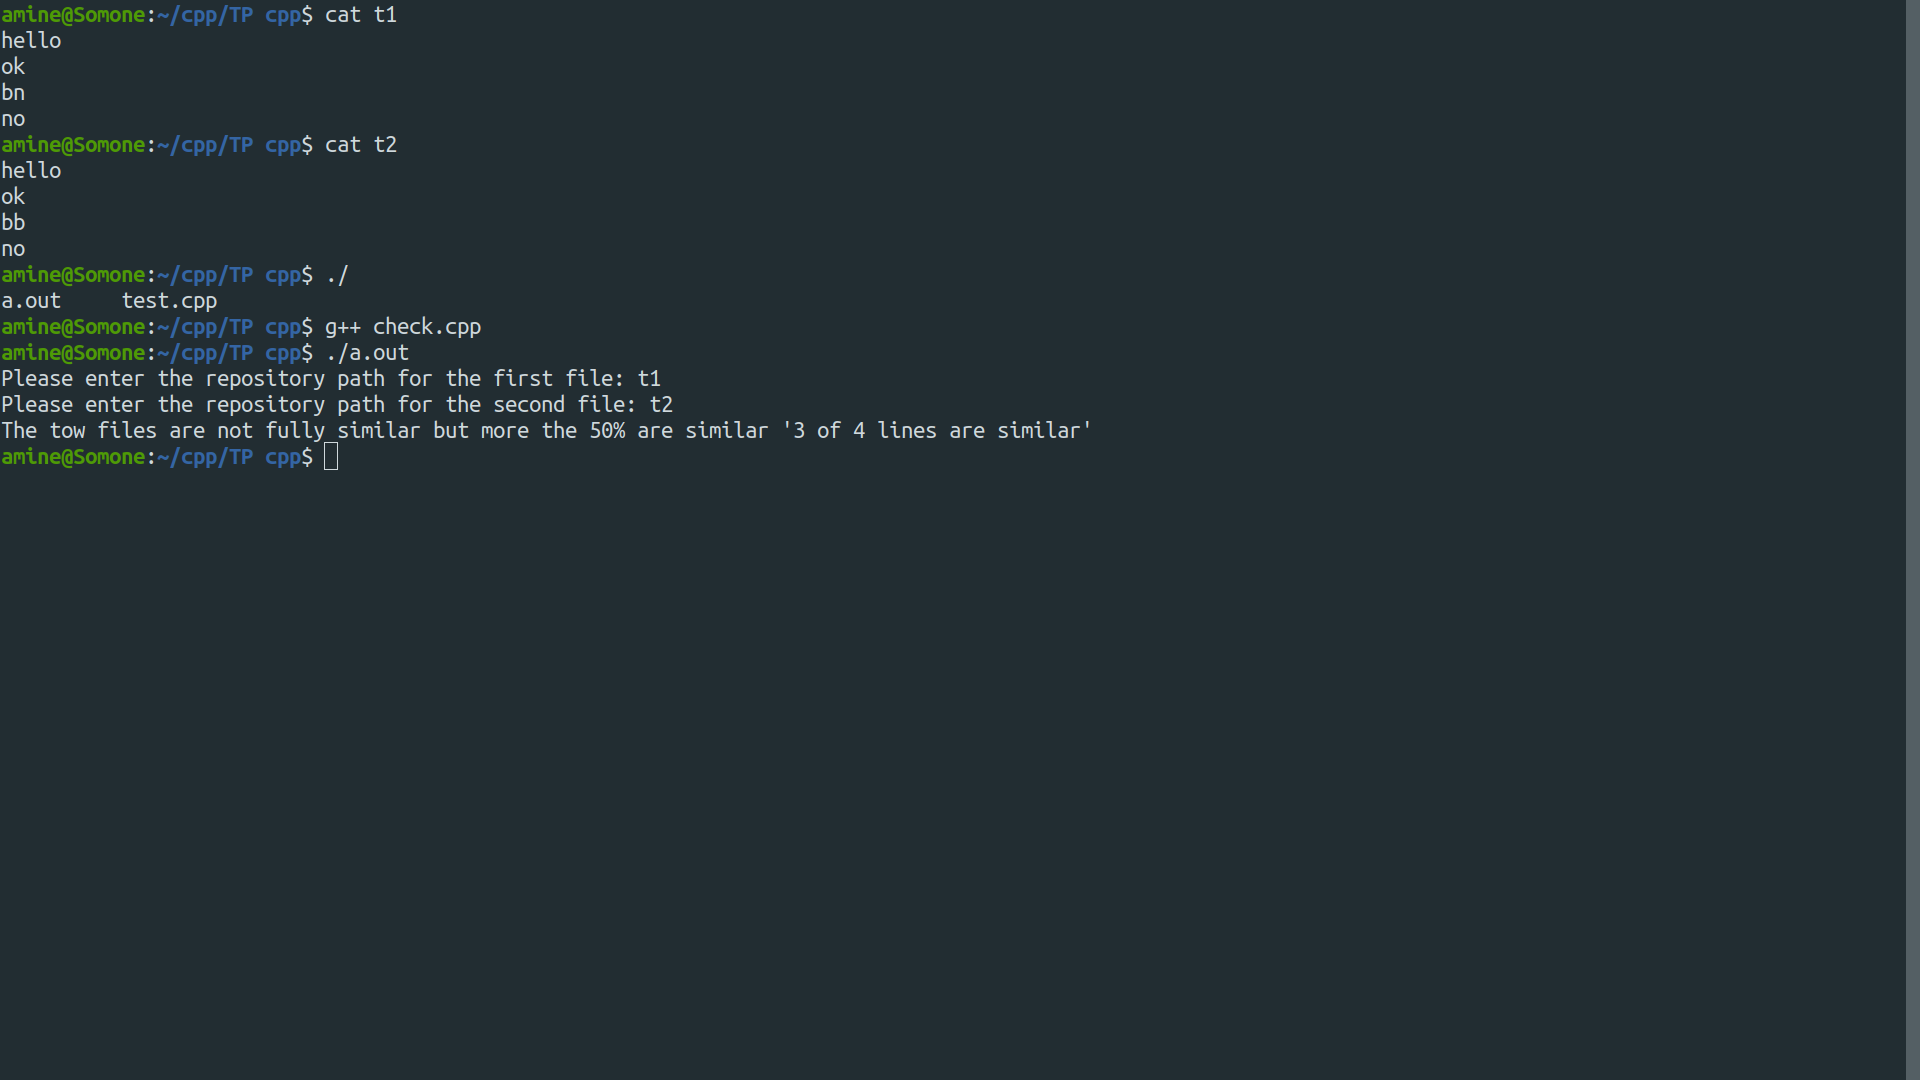 amine@Somone:~/cpp/TP cpp$ cat t1
hello
ok
bn
no
amine@Somone:~/cpp/TP cpp$ cat t2
hello
ok
bb
no
amine@Somone:~/cpp/TP cpp$ ./
a.out     test.cpp
amine@Somone:~/cpp/TP cpp$ g++ check.cpp
amine@Somone:~/cpp/TP cpp$ ./a.out
Please enter the repository path for the first file: t1
Please enter the repository path for the second file: t2
The tow files are not fully similar but more the 50% are similar '3 of 4 lines are similar'
amine@Somone:~/cpp/TP cpp$